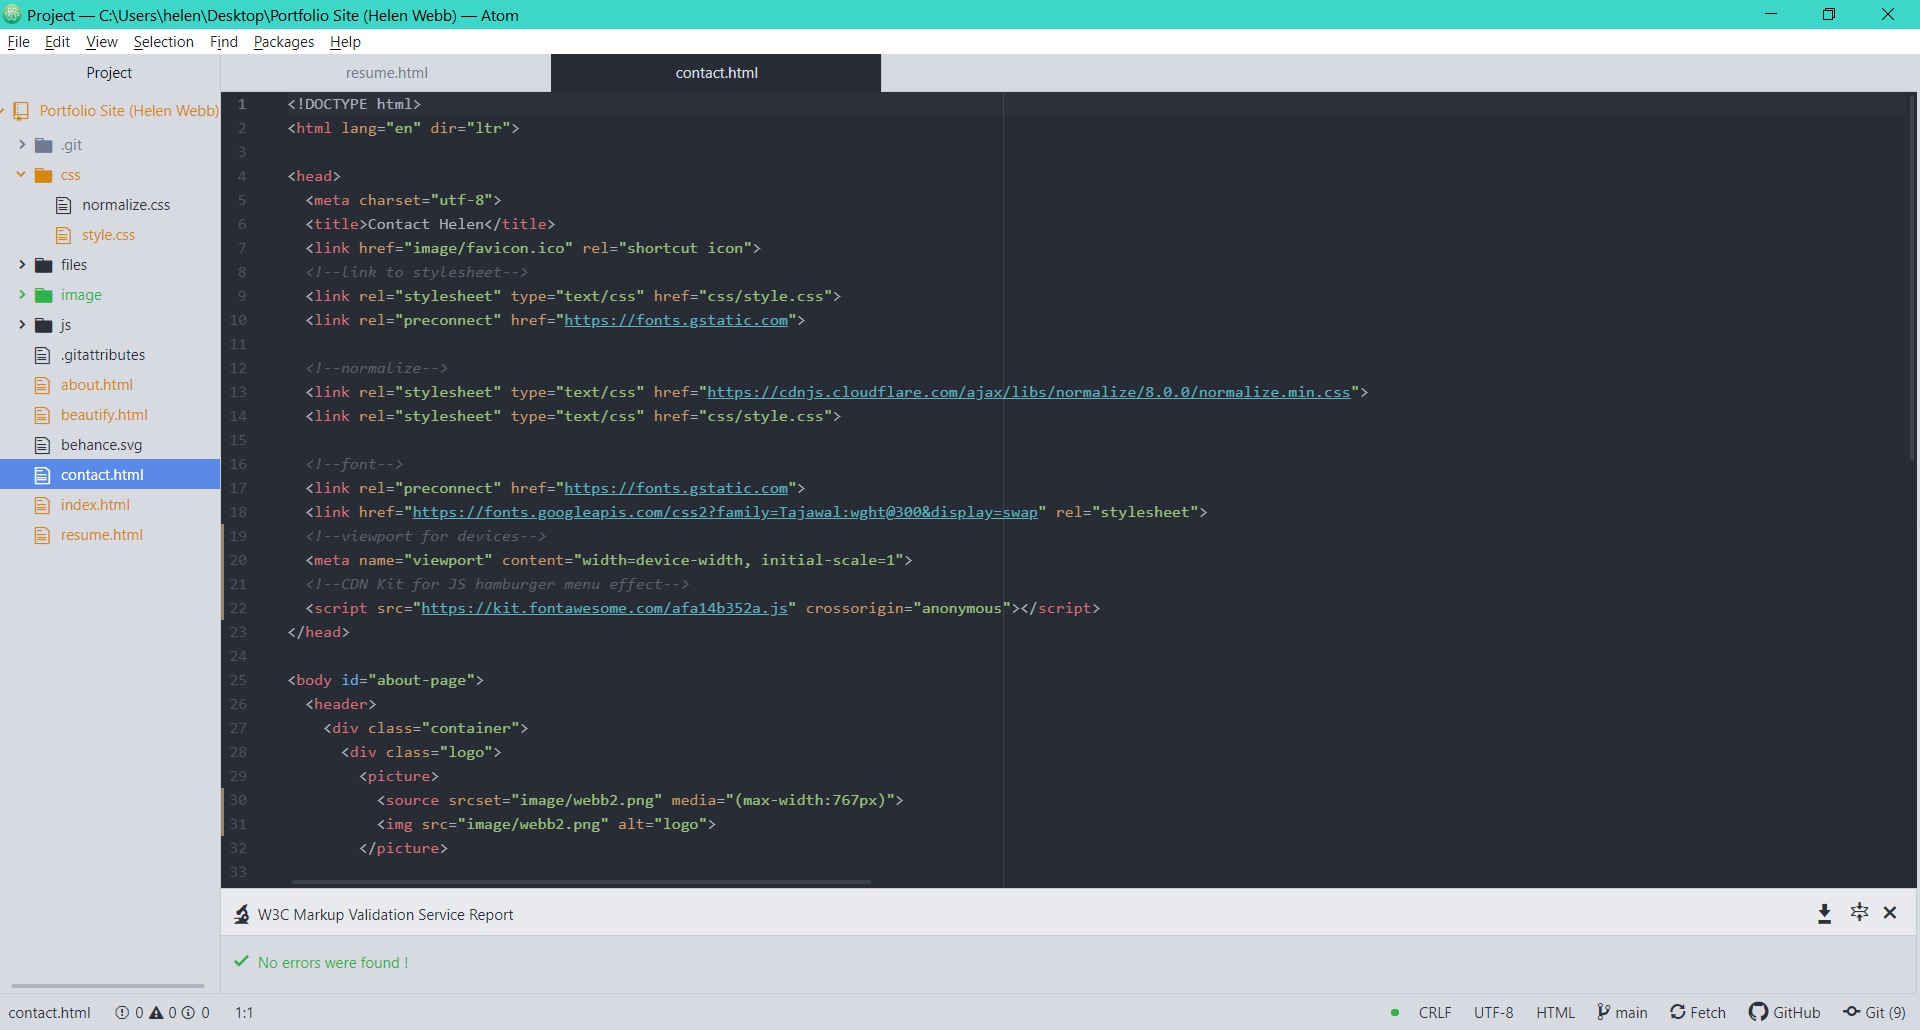 Project — C:\Users\helen\Desktop\Portfolio Site (Helen Webb) — Atom
File Edit View Selection Find Packages Help
Project
Portfolio Site (Helen Webb)
.git
css
normalize.css
style.css
files
image
js
.gitattributes
about.html
beautify.html
behance.svg
contact.html
index.html
resume.html
resume.html contact.html
1 <!DOCTYPE html>
2 <html lang="en" dir="ltr">
3
4 <head>
5 <meta charset="utf-8">
6 <title>Contact Helen</title>
7 <link href="image/favicon.ico" rel="shortcut icon">
8 <!--link to stylesheet-->
9 <link rel="stylesheet" type="text/css" href="css/style.css">
10 <link rel="preconnect" href="https://fonts.gstatic.com">
11
12 <!--normalize-->
13 <link rel="stylesheet" type="text/css" href="https://cdnjs.cloudflare.com/ajax/libs/normalize/8.0.0/normalize.min.css">
14 <link rel="stylesheet" type="text/css" href="css/style.css">
15
16 <!--font-->
17 <link rel="preconnect" href="https://fonts.gstatic.com">
18 <link href="https://fonts.googleapis.com/css2?family=Tajawal:wght@300&display=swap" rel="stylesheet">
19 <!--viewport for devices-->
20 <meta name="viewport" content="width=device-width, initial-scale=1">
21 <!--CDN Kit for JS hamburger menu effect-->
22 <script src="https://kit.fontawesome.com/afa14b352a.js" crossorigin="anonymous"></script>
23 </head>
24
25 <body id="about-page">
26 <header>
27 <div class="container">
28 <div class="logo">
29 <picture>
30 <source srcset="image/webb2.png" media="(max-width:767px)">
31 <img src="image/webb2.png" alt="logo">
32 </picture>
33
W3C Markup Validation Service Report
No errors were found !
contact.html 0 0 0 1:1 CRLF UTF-8 HTML main Fetch GitHub Git (9)